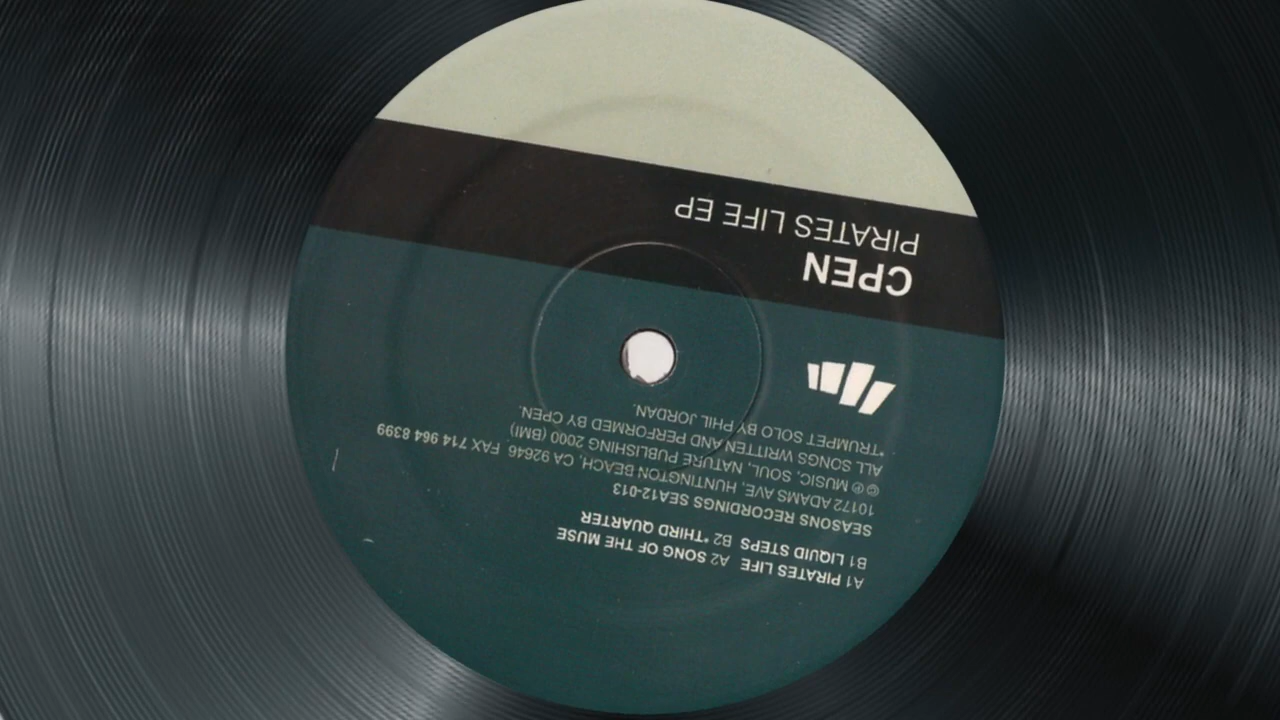 A1 PIRATES LIFE A2 SONG OF THE MUSE
B1 LIQUID STEPS B2 *THIRD QUARTER
SEASONS RECORDINGS SEA12-013
10172 ADAMS AVE, HUNTINGTON BEACH, CA 92646 FAX 714 964 8399
©℗ MUSIC, SOUL, NATURE PUBLISHING 2000 (BMI)
ALL SONGS WRITTEN AND PERFORMED BY CPEN.
*TRUMPET SOLO BY PHIL JORDAN.
CPEN
PIRATES LIFE EP